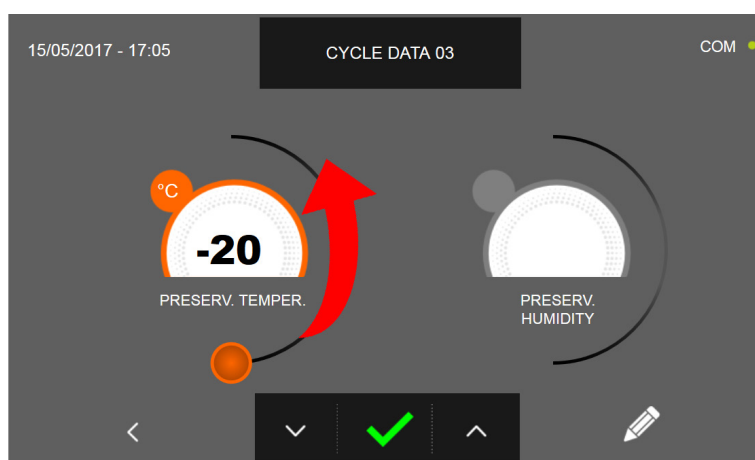 15/05/2017 - 17:05
CYCLE DATA 03
COM
°C
-20
PRESERV. TEMPER.
PRESERV.
HUMIDITY